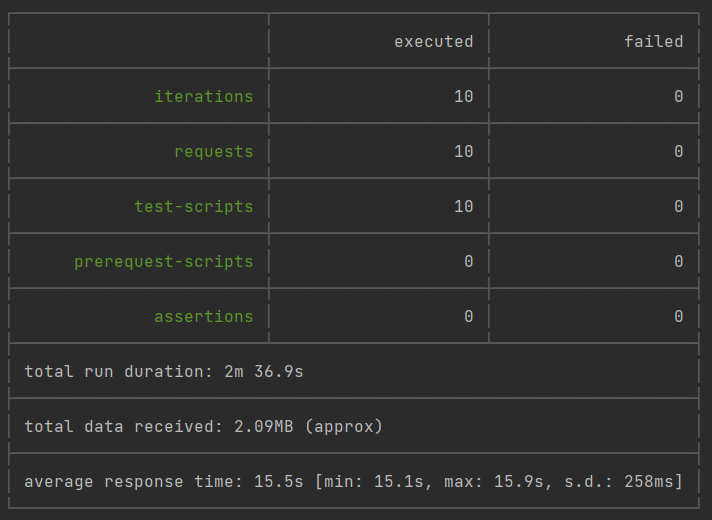 executed failed
iterations 10 0
requests 10 0
test-scripts 10 0
prerequest-scripts 0 0
assertions 0 0
total run duration: 2m 36.9s
total data received: 2.09MB (approx)
average response time: 15.5s [min: 15.1s, max: 15.9s, s.d.: 258ms]